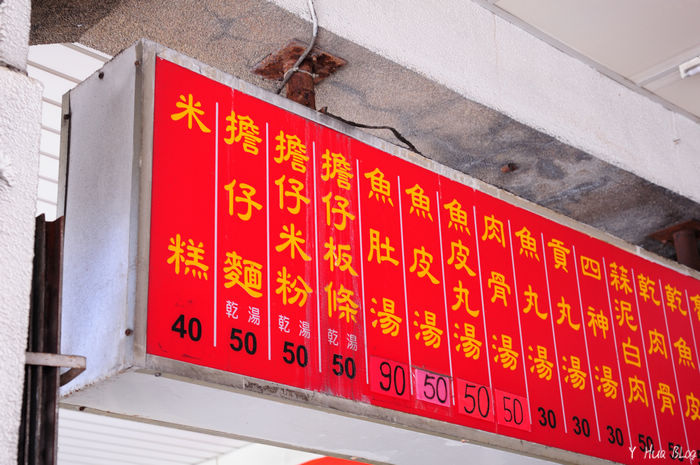 米糕 40
擔仔麵 乾湯 50
擔仔米粉 乾湯 50
擔仔板條 乾湯 50
魚肚湯 90
魚皮湯 50
魚皮丸湯 50
肉骨湯 50
魚丸湯 30
貢丸湯 30
四神湯 30
蒜泥白肉 50
乾肉骨 50
乾魚皮 50
Y Hua Blog